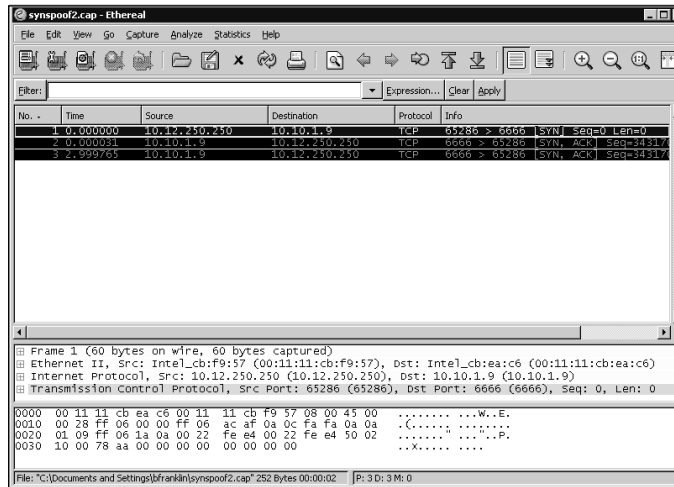 synspoof2.cap - Ethereal
File Edit View Go Capture Analyze Statistics Help
Filter: Expression... Clear Apply
No. Time Source Destination Protocol Info
1 0.000000 10.12.250.250 10.10.1.9 TCP 65286 > 6666 [SYN] Seq=0 Len=0
2 0.000031 10.10.1.9 10.12.250.250 TCP 6666 > 65286 [SYN, ACK] Seq=34317
3 2.999765 10.10.1.9 10.12.250.250 TCP 6666 > 65286 [SYN, ACK] Seq=34317
Frame 1 (60 bytes on wire, 60 bytes captured)
Ethernet II, Src: Intel_cb:f9:57 (00:11:11:cb:f9:57), Dst: Intel_cb:ea:c6 (00:11:11:cb:ea:c6)
Internet Protocol, Src: 10.12.250.250 (10.12.250.250), Dst: 10.10.1.9 (10.10.1.9)
Transmission Control Protocol, Src Port: 65286 (65286), Dst Port: 6666 (6666), Seq: 0, Len: 0
0000 00 11 11 cb ea c6 00 11 11 cb f9 57 08 00 45 00 ........ ...W..E.
0010 00 28 ff 06 00 00 ff 06 ac af 0a 0c fa fa 0a 0a .(...... ........
0020 01 09 ff 06 1a 0a 00 22 fe e4 00 22 fe e4 50 02 ......." ..."..P.
0030 10 00 78 aa 00 00 00 00 00 00 00 00 ..x..... ....
File: "C:\Documents and Settings\bfranklin\synspoof2.cap" 252 Bytes 00:00:02 P: 3 D: 3 M: 0